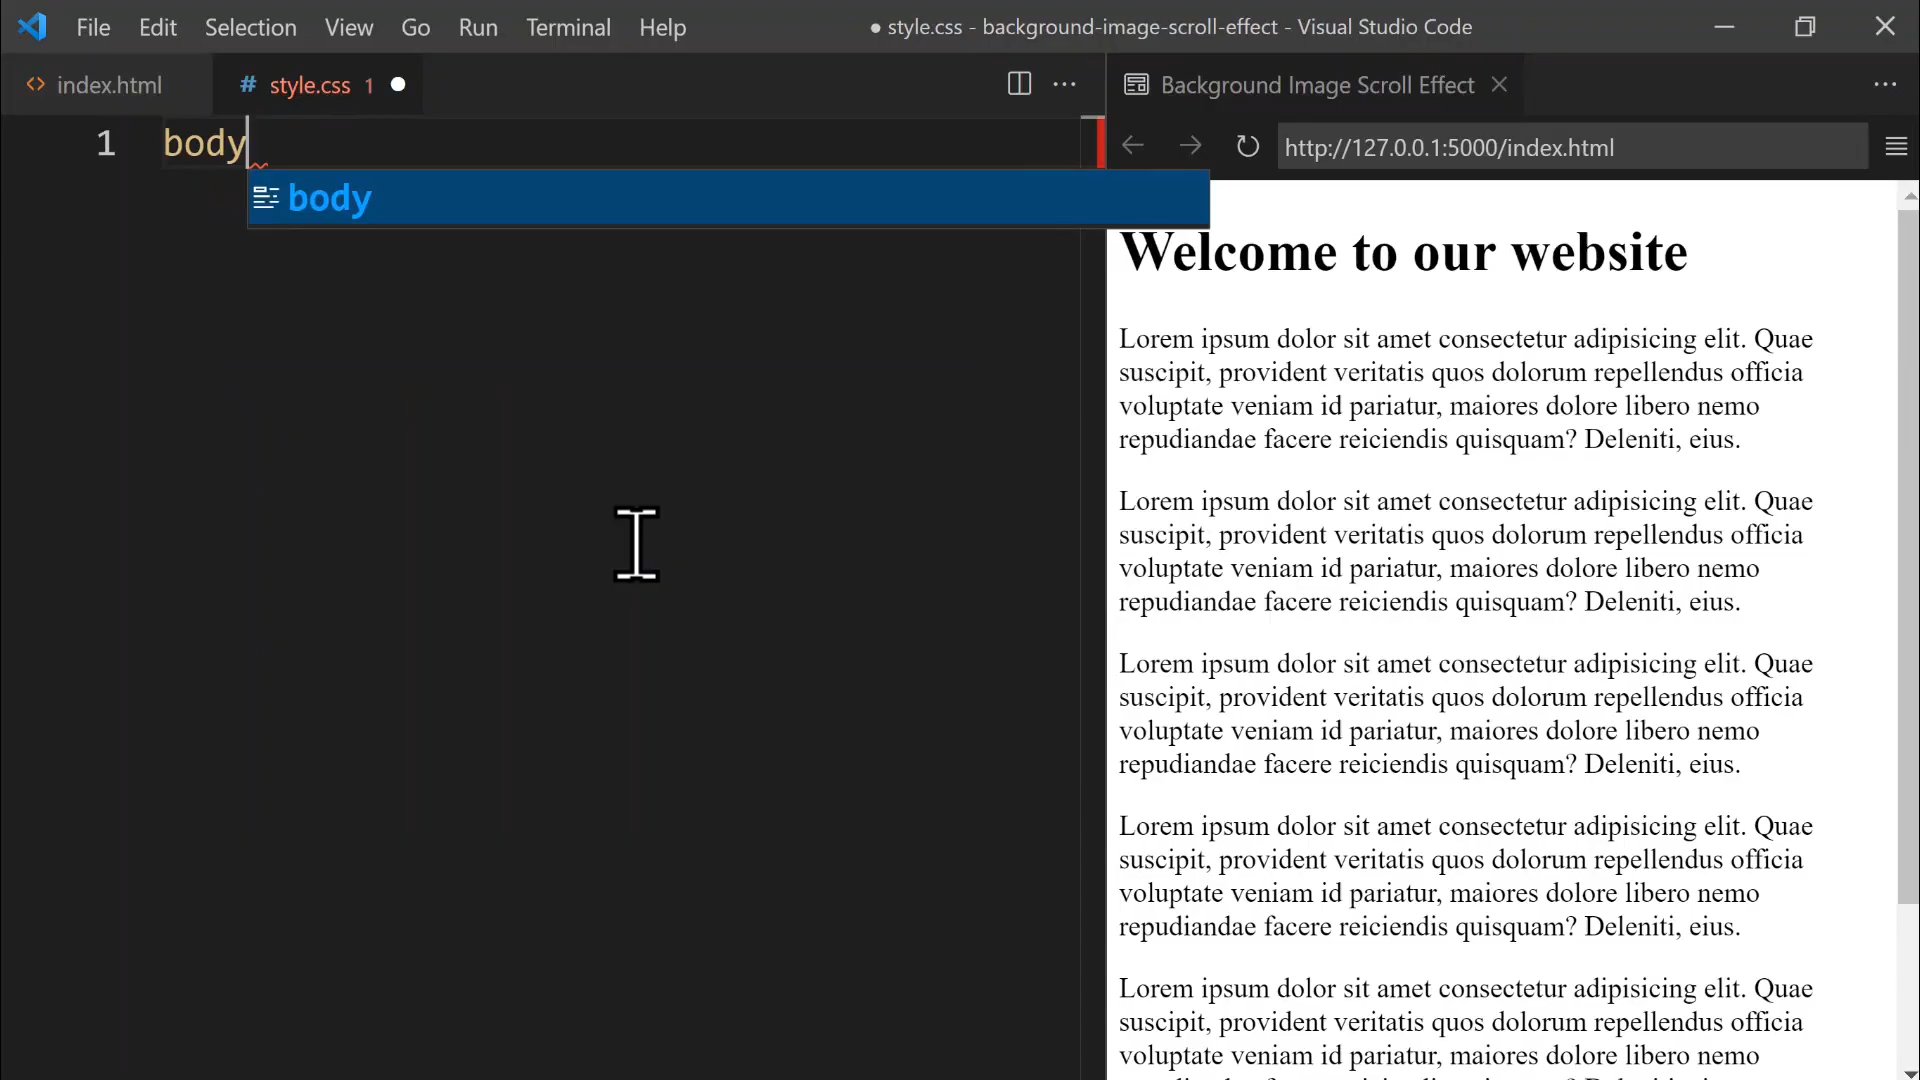 File Edit Selection View Go Run Terminal Help
● style.css - background-image-scroll-effect - Visual Studio Code
index.html
# style.css 1
Background Image Scroll Effect
1 body
body
http://127.0.0.1:5000/index.html
Welcome to our website
Lorem ipsum dolor sit amet consectetur adipisicing elit. Quae
suscipit, provident veritatis quos dolorum repellendus officia
voluptate veniam id pariatur, maiores dolore libero nemo
repudiandae facere reiciendis quisquam? Deleniti, eius.
Lorem ipsum dolor sit amet consectetur adipisicing elit. Quae
suscipit, provident veritatis quos dolorum repellendus officia
voluptate veniam id pariatur, maiores dolore libero nemo
repudiandae facere reiciendis quisquam? Deleniti, eius.
Lorem ipsum dolor sit amet consectetur adipisicing elit. Quae
suscipit, provident veritatis quos dolorum repellendus officia
voluptate veniam id pariatur, maiores dolore libero nemo
repudiandae facere reiciendis quisquam? Deleniti, eius.
Lorem ipsum dolor sit amet consectetur adipisicing elit. Quae
suscipit, provident veritatis quos dolorum repellendus officia
voluptate veniam id pariatur, maiores dolore libero nemo
repudiandae facere reiciendis quisquam? Deleniti, eius.
Lorem ipsum dolor sit amet consectetur adipisicing elit. Quae
suscipit, provident veritatis quos dolorum repellendus officia
voluptate veniam id pariatur, maiores dolore libero nemo